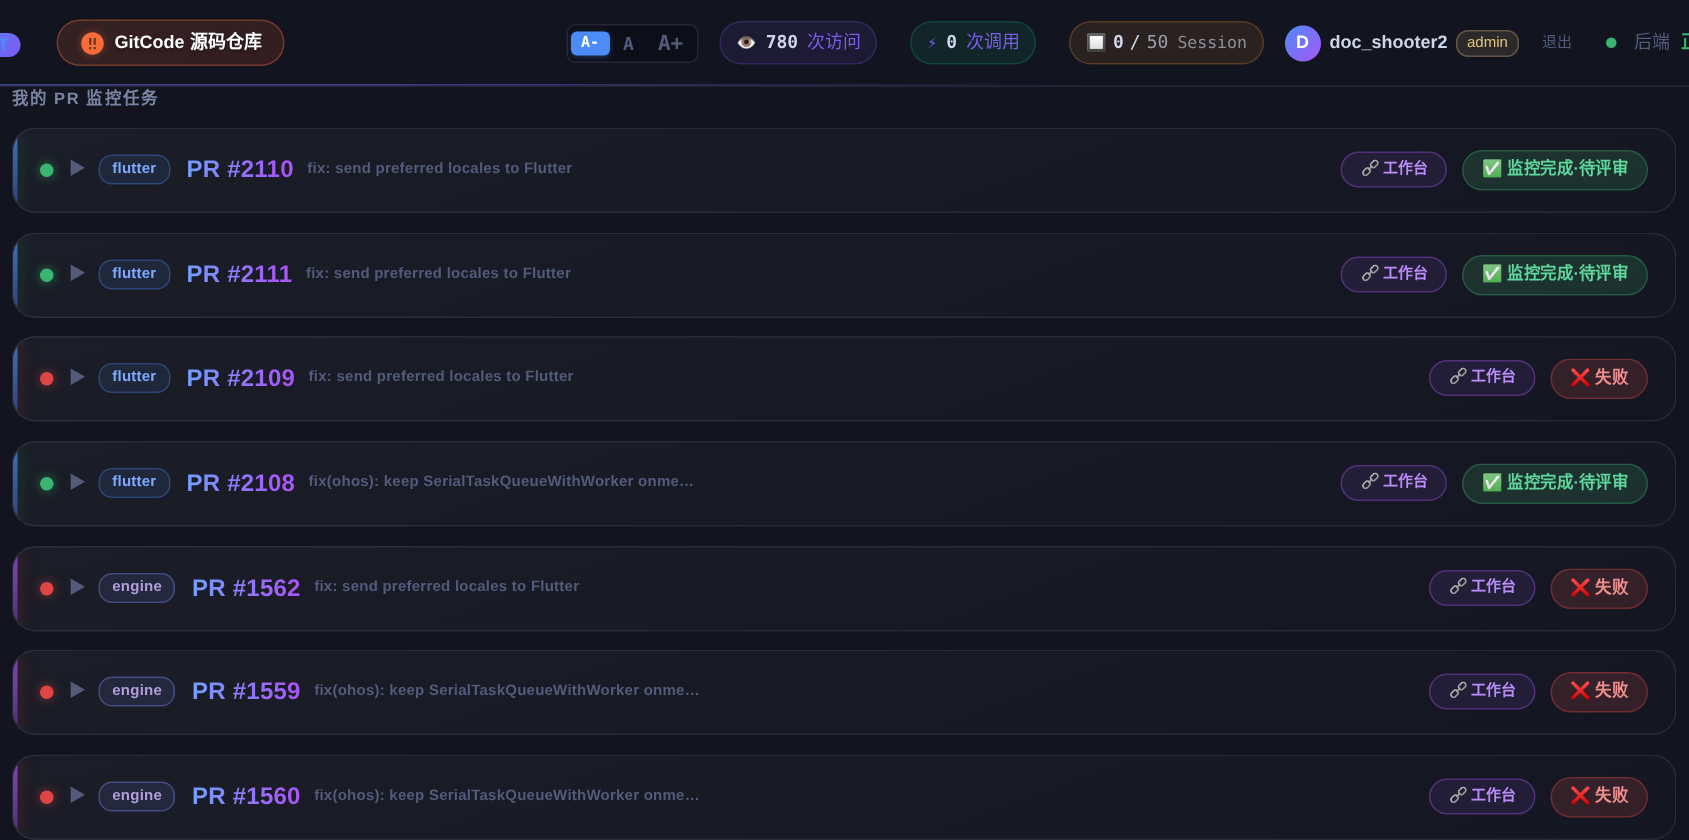 GitCode 源码仓库
A- A A+
780 次访问
⚡ 0 次调用
0 / 50 Session
D doc_shooter2 admin 退出
后端
我的 PR 监控任务
flutter PR #2110 fix: send preferred locales to Flutter 工作台 ✅ 监控完成·待评审
flutter PR #2111 fix: send preferred locales to Flutter 工作台 ✅ 监控完成·待评审
flutter PR #2109 fix: send preferred locales to Flutter 工作台 ❌ 失败
flutter PR #2108 fix(ohos): keep SerialTaskQueueWithWorker onme... 工作台 ✅ 监控完成·待评审
engine PR #1562 fix: send preferred locales to Flutter 工作台 ❌ 失败
engine PR #1559 fix(ohos): keep SerialTaskQueueWithWorker onme... 工作台 ❌ 失败
engine PR #1560 fix(ohos): keep SerialTaskQueueWithWorker onme... 工作台 ❌ 失败